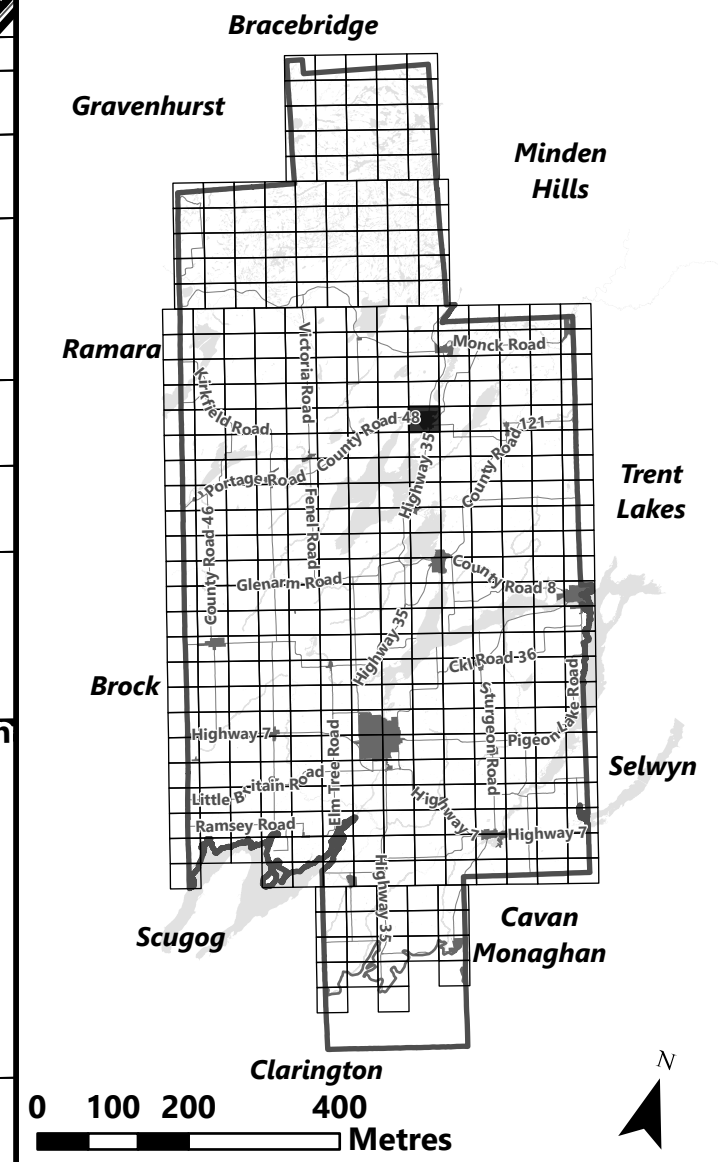 Bracebridge
Gravenhurst
Minden
Hills
Ramara
Monck Road
Victoria Road
Kirkfield Road
County Road 48
County Road 121
Highway 35
Portage Road
Trent
Lakes
Fenel Road
County Road 46
Glenarm Road
County Road 8
Highway 35
Ckl Road 36
Brock
Sturgeon Road
Pigeon Lake Road
Highway 7
Elm Tree Road
Selwyn
Little Britain Road
Highway 7
Ramsey Road
Highway 7
Highway 35
Scugog
Cavan
Monaghan
Clarington
N
0 100 200 400
Metres